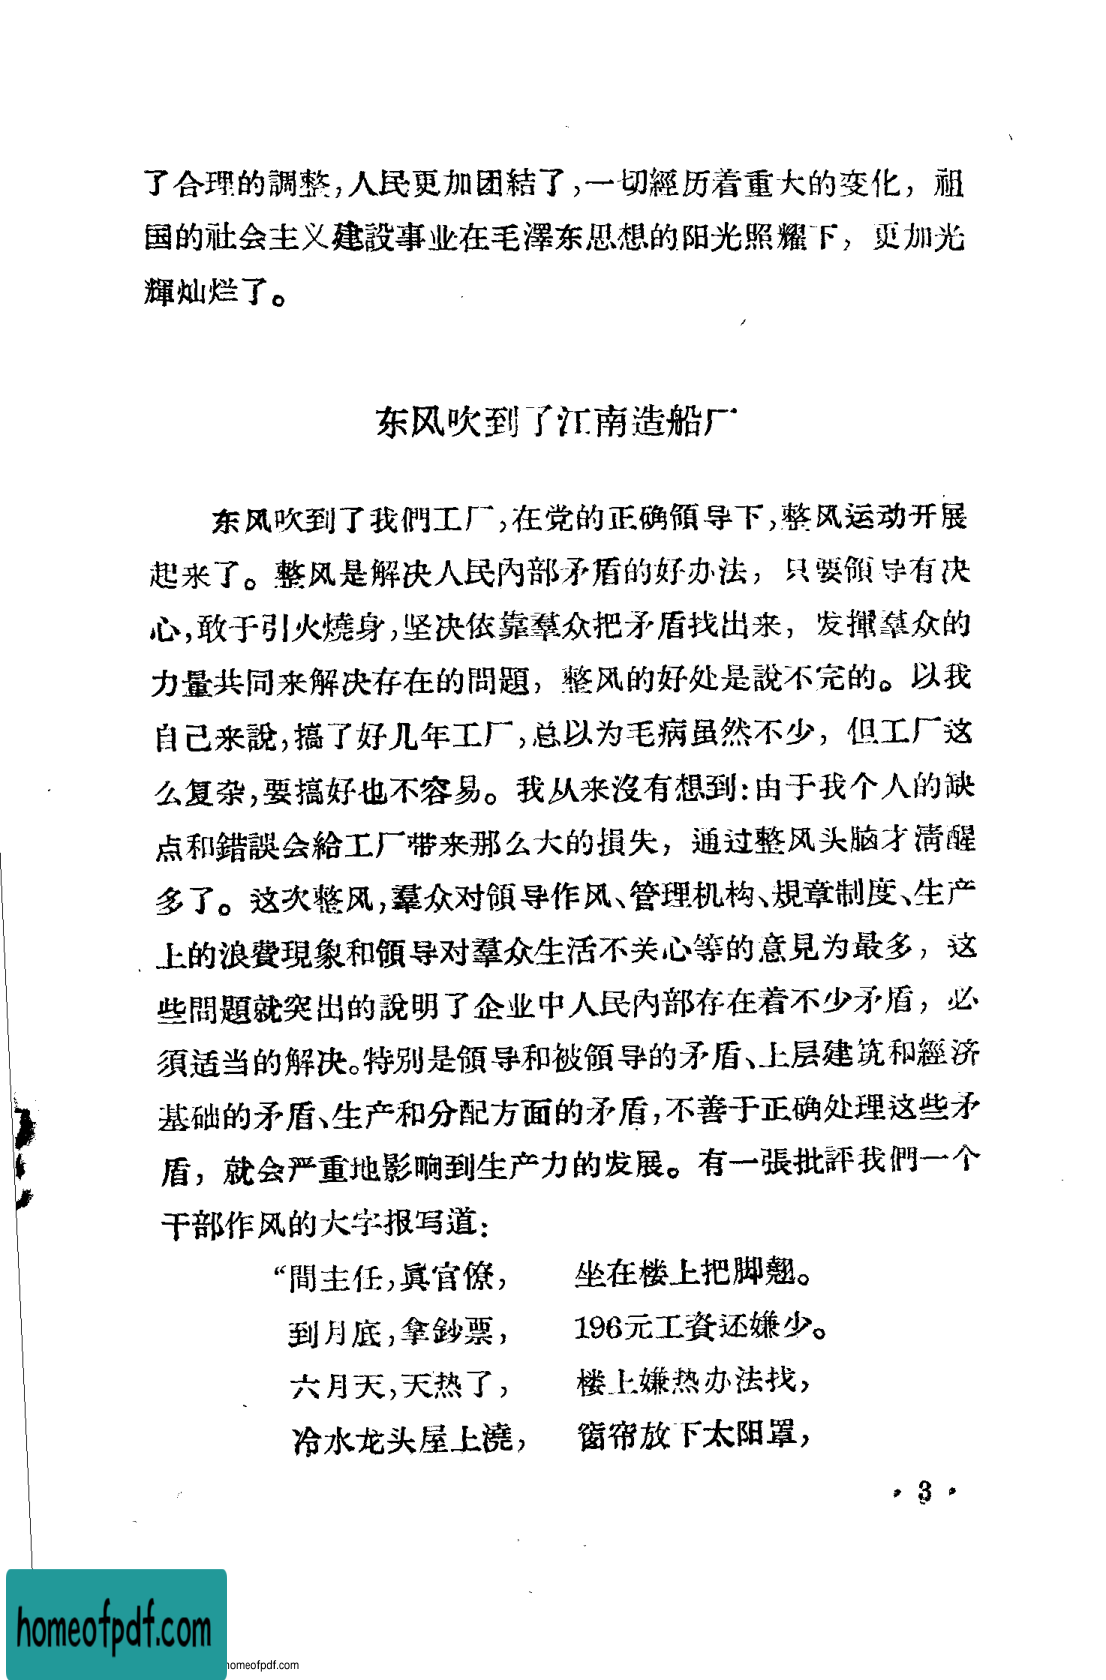 了合理的調整,人民更加团結了,一切經历着重大的变化，祖
国的社会主义建設事业在毛澤东思想的阳光照耀下，更加光
輝灿烂了。
东风吹到了江南造船厂
东风吹到了我們工厂,在党的正确領导下,整风运动开展
起来了。整风是解决人民內部矛盾的好办法，只要領导有决
心,敢于引火燒身,坚决依靠羣众把矛盾找出来，发揮羣众的
力量共同来解决存在的問題，整风的好处是說不完的。以我
自己来說,搞了好几年工厂,总以为毛病虽然不少，但工厂这
么复杂,要搞好也不容易。我从来沒有想到:由于我个人的缺
点和錯誤会給工厂带来那么大的損失，通过整风头脑才清醒
多了。这次整风,羣众对領导作风、管理机构、規章制度、生产
上的浪費現象和領导对羣众生活不关心等的意見为最多，这
些問題就突出的說明了企业中人民內部存在着不少矛盾，必
須适当的解决。特別是領导和被領导的矛盾、上层建筑和經济
基础的矛盾、生产和分配方面的矛盾,不善于正确处理这些矛
盾，就会严重地影响到生产力的发展。有一張批評我們一个
干部作风的大字报写道:
“間主任,眞官僚，　坐在楼上把脚翹。
到月底,拿鈔票，　196元工資还嫌少。
六月天,天热了，　楼上嫌热办法找，
冷水龙头屋上澆，　窗帘放下太阳罩，
· 3 ·
homeofpdf.com
homeofpdf.com